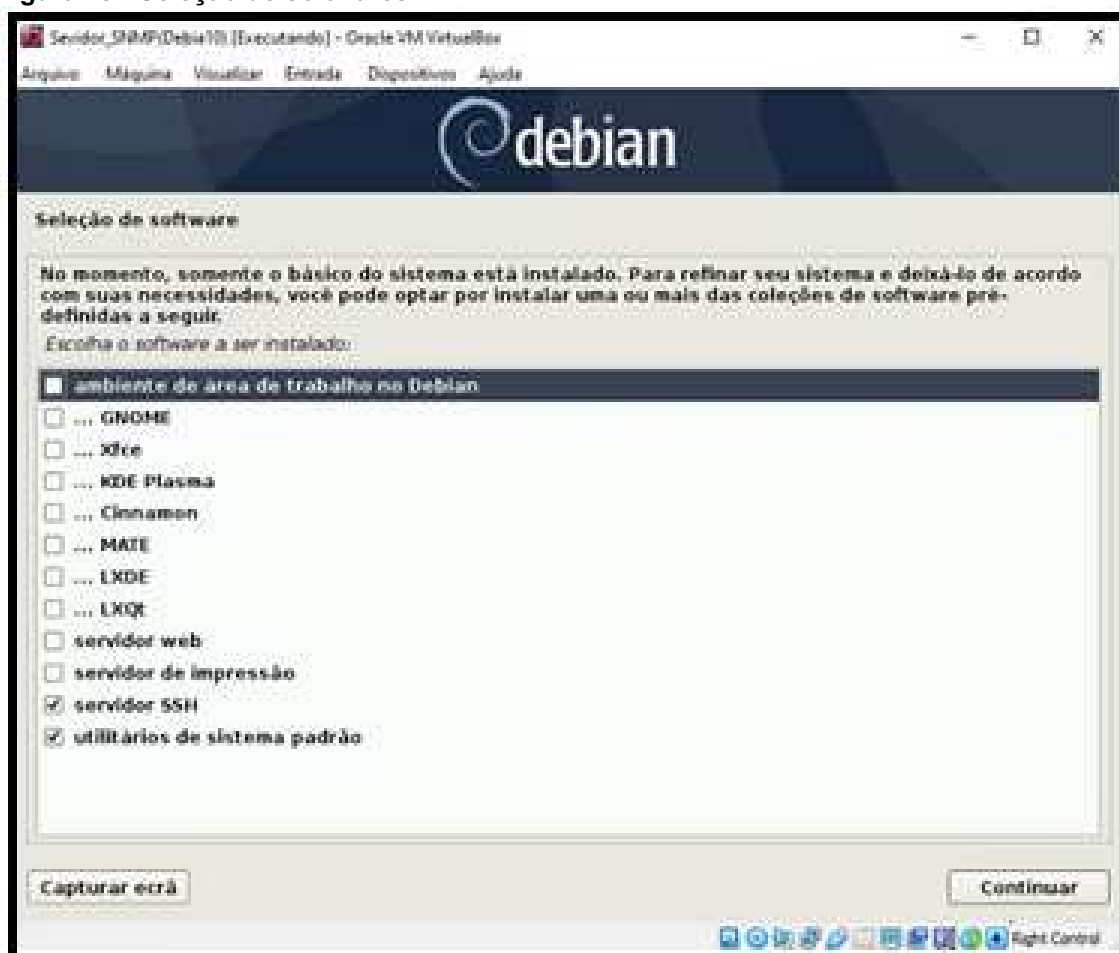 Sevidor_SNMP(Debia10) [Executando] - Oracle VM VirtualBox
Arquivo Máquina Visualizar Entrada Dispositivos Ajuda
debian
Seleção de software
No momento, somente o básico do sistema está instalado. Para refinar seu sistema e deixá-lo de acordo
com suas necessidades, você pode optar por instalar uma ou mais das coleções de software pré-
definidas a seguir.
Escolha o software a ser instalado:
ambiente de área de trabalho no Debian
... GNOME
... Xfce
... KDE Plasma
... Cinnamon
... MATE
... LXDE
... LXQt
servidor web
servidor de impressão
servidor SSH
utilitários de sistema padrão
Capturar ecrã
Continuar
Right Control